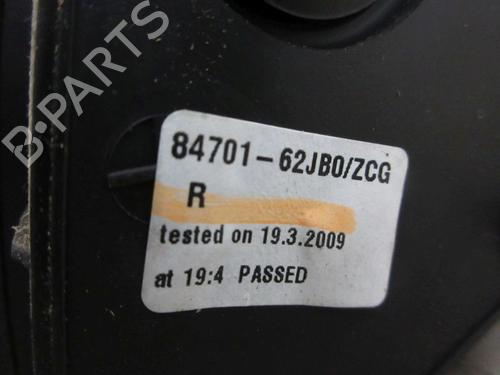 B-PARTS
84701-62JB0/ZCG
R
tested on 19.3.2009
at 19:4 PASSED